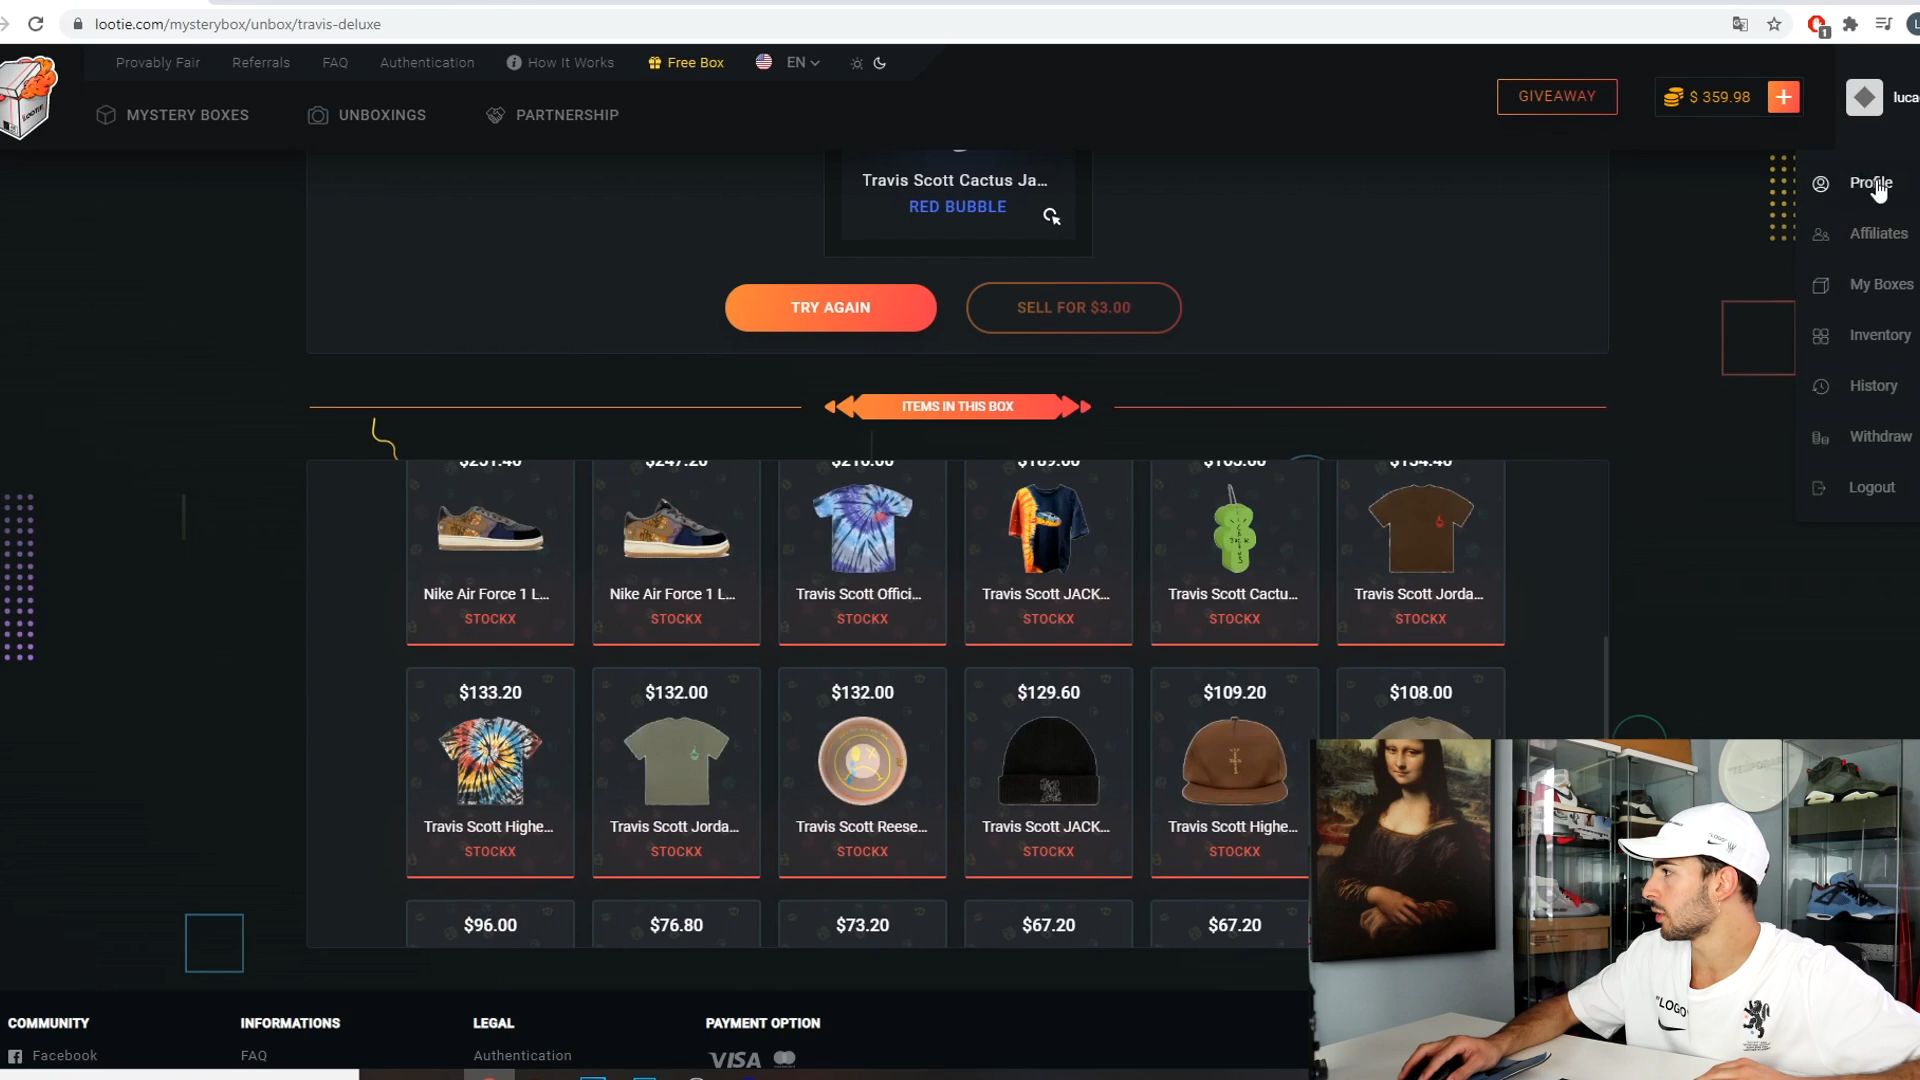 lootie.com/mysterybox/unbox/travis-deluxe
1
Provably Fair Referrals FAQ Authentication How It Works Free Box EN
MYSTERY BOXES UNBOXINGS PARTNERSHIP
GIVEAWAY
$ 359.98
luca
LOOTIE
Travis Scott Cactus Ja...
RED BUBBLE
TRY AGAIN
SELL FOR $3.00
Profile
Affiliates
My Boxes
Inventory
History
Withdraw
Logout
ITEMS IN THIS BOX
Nike Air Force 1 L... Nike Air Force 1 L... Travis Scott Offici... Travis Scott JACK... Travis Scott Cactu... Travis Scott Jorda...
STOCKX STOCKX STOCKX STOCKX STOCKX STOCKX
$133.20 $132.00 $132.00 $129.60 $109.20 $108.00
Travis Scott Highe... Travis Scott Jorda... Travis Scott Reese... Travis Scott JACK... Travis Scott Highe...
STOCKX STOCKX STOCKX STOCKX STOCKX
$96.00 $76.80 $73.20 $67.20 $67.20
COMMUNITY INFORMATIONS LEGAL PAYMENT OPTION
Facebook FAQ Authentication VISA
"LOGO"